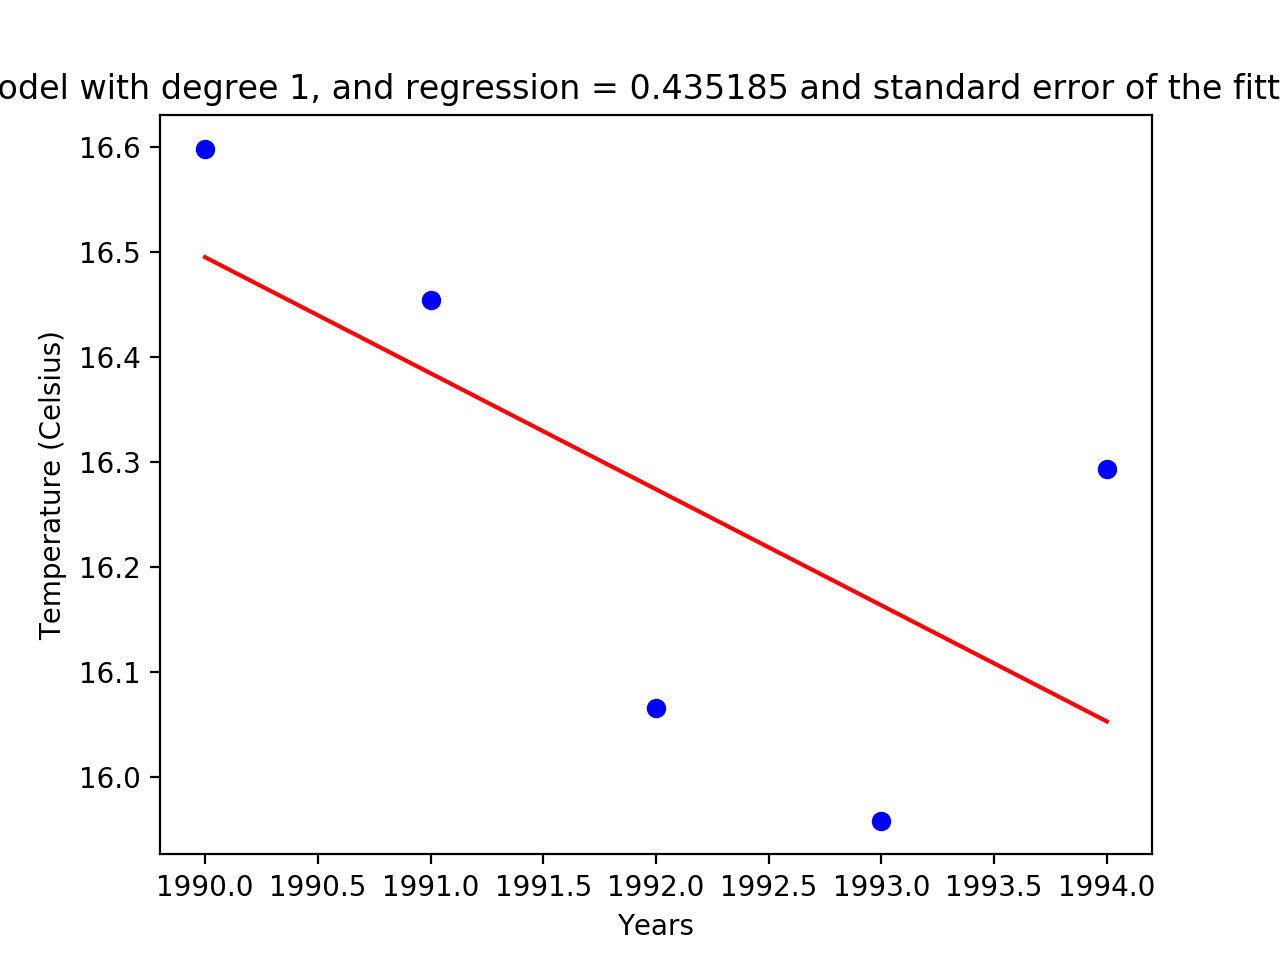 odel with degree 1, and regression = 0.435185 and standard error of the fitt
16.6
16.5
16.4
16.3
16.2
16.1
16.0
Temperature (Celsius)
1990.0 1990.5 1991.0 1991.5 1992.0 1992.5 1993.0 1993.5 1994.0
Years